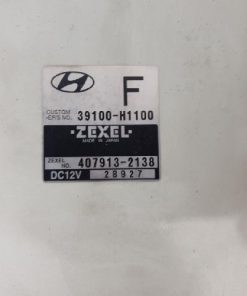 F
CUSTOM
-ER'S NO. 39100-H1100
·ZEXEL·
MADE IN JAPAN
ZEXEL
NO. 407913-2138
DC12V 28927